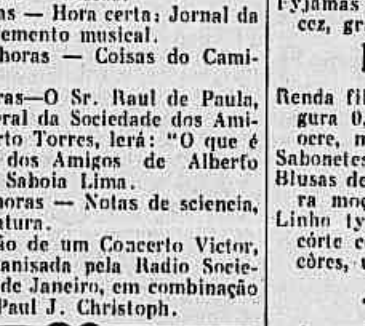 as — Hora certa: Jornal da
emento musical.
horas — Coisas do Cami-
ras—O Sr. Raul de Paula,
ral da Sociedade dos Ami-
rto Torres, lerá: "O que é
dos Amigos de Alberfo
Saboia Lima.
horas — Notas de sciencia,
atura.
ão de um Concerto Victor,
anisada pela Radio Socie-
de Janeiro, em combinação
Paul J. Christoph.
Pyjamas
cez, gr
Renda fil
gura 0,
ocre, m
Sabonetes
Blusas de
ra moç
Linho ty
córte c
côres, u